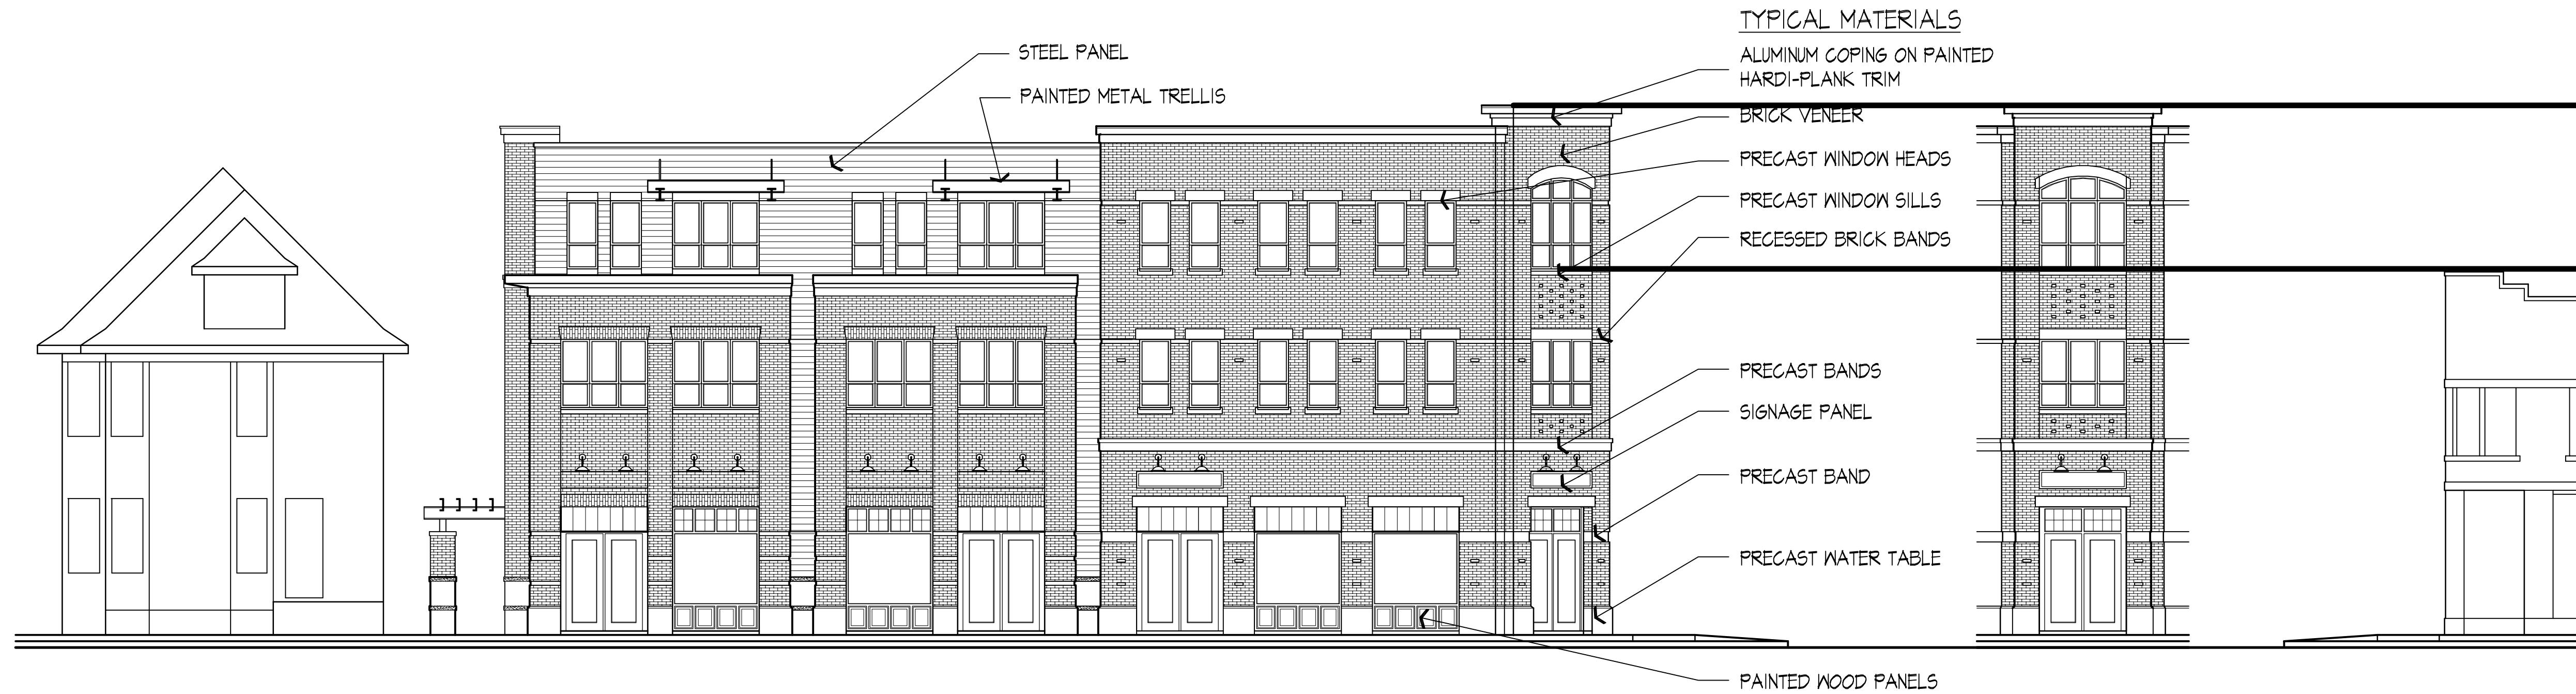 TYPICAL MATERIALS
STEEL PANEL
PAINTED METAL TRELLIS
ALUMINUM COPING ON PAINTED
HARDI-PLANK TRIM
BRICK VENEER
PRECAST WINDOW HEADS
PRECAST WINDOW SILLS
RECESSED BRICK BANDS
PRECAST BANDS
SIGNAGE PANEL
PRECAST BAND
PRECAST WATER TABLE
PAINTED WOOD PANELS